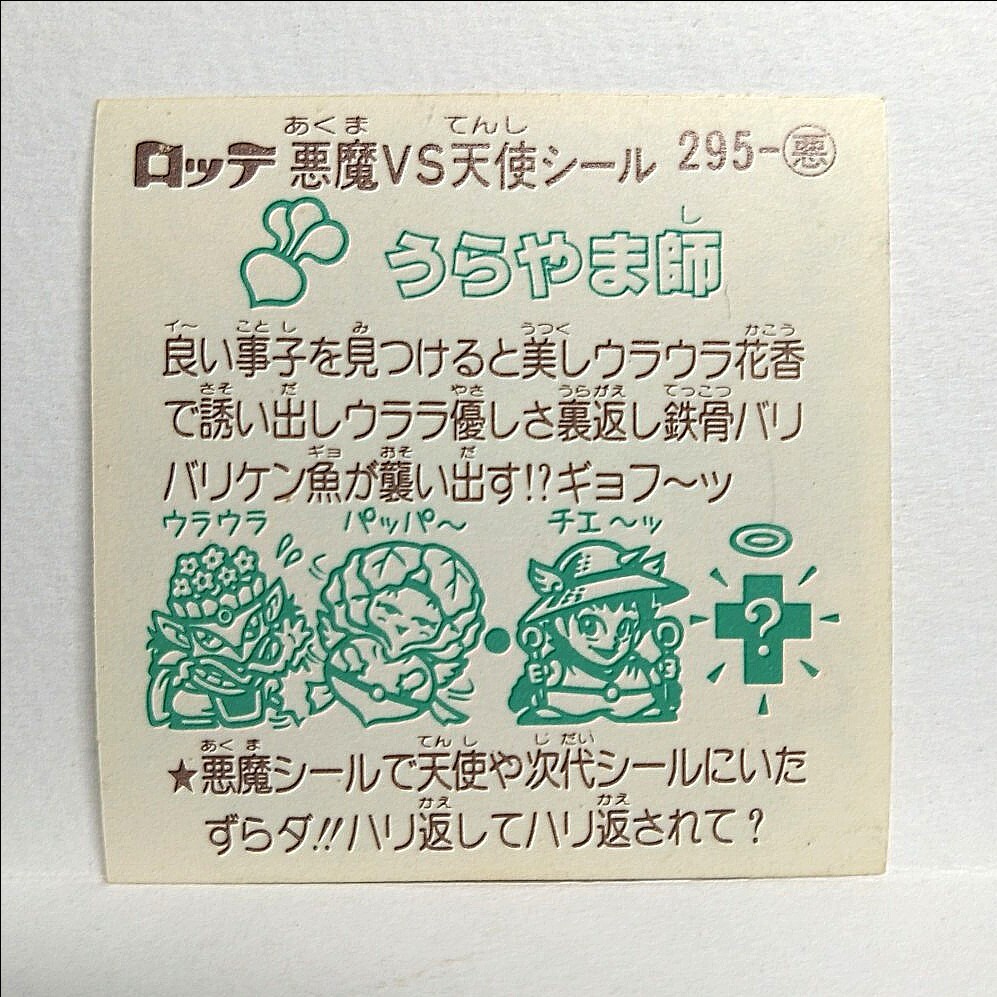 ロッテ 悪魔VS天使シール 295-悪
あくま てんし
うらやま師
し
良い事子を見つけると美しウラウラ花香
イ〜 こと し み うつく かこう
で誘い出しウララ優しさ裏返し鉄骨バリ
さそ だ やさ うらがえ てっこつ
バリケン魚が襲い出す!?ギョフ〜ッ
ギョ おそ だ
ウラウラ パッパ〜 チエ〜ッ
?
★悪魔シールで天使や次代シールにいた
あくま てんし じだい
ずらダ!!ハリ返してハリ返されて?
かえ かえ